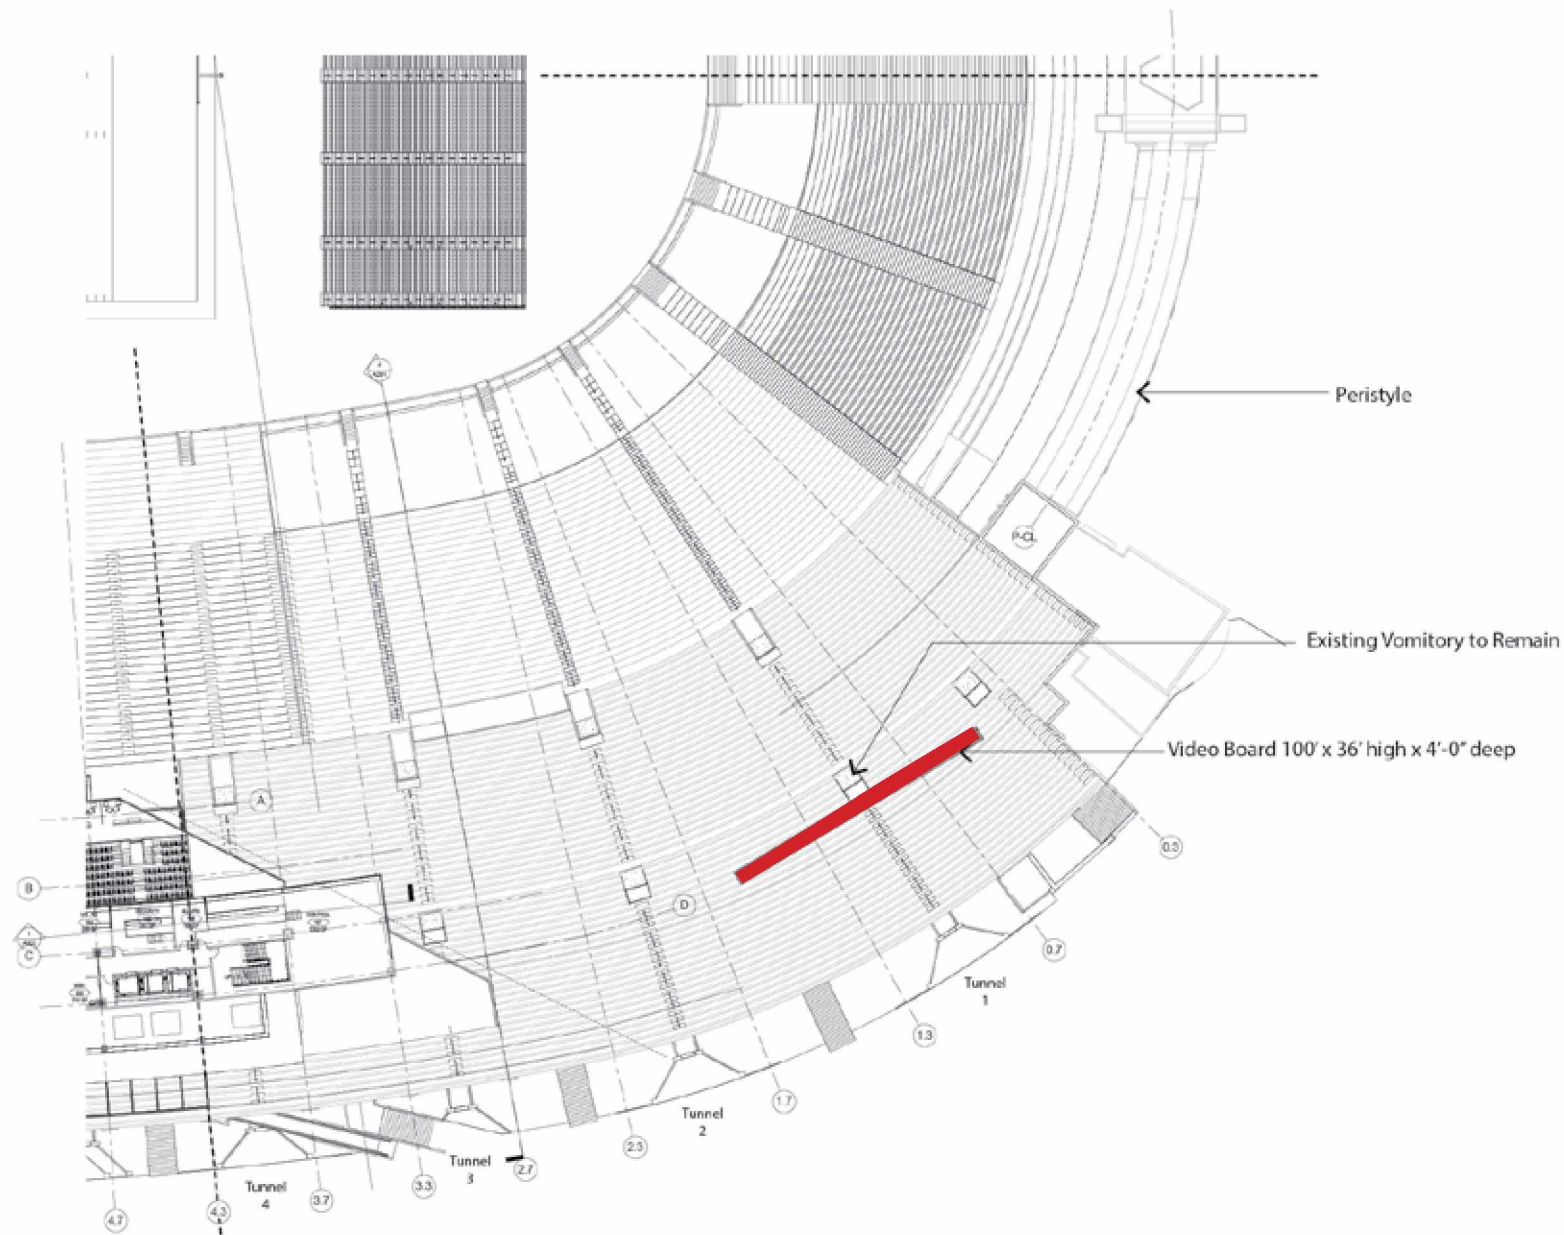 Peristyle
P-CL
Existing Vomitory to Remain
Video Board 100' x 36' high x 4'-0" deep
A
B
C
D
0.3
0.7
Tunnel
1
1.3
1.7
Tunnel
2
2.3
2.7
Tunnel
3
3.3
3.7
Tunnel
4
4.3
4.7